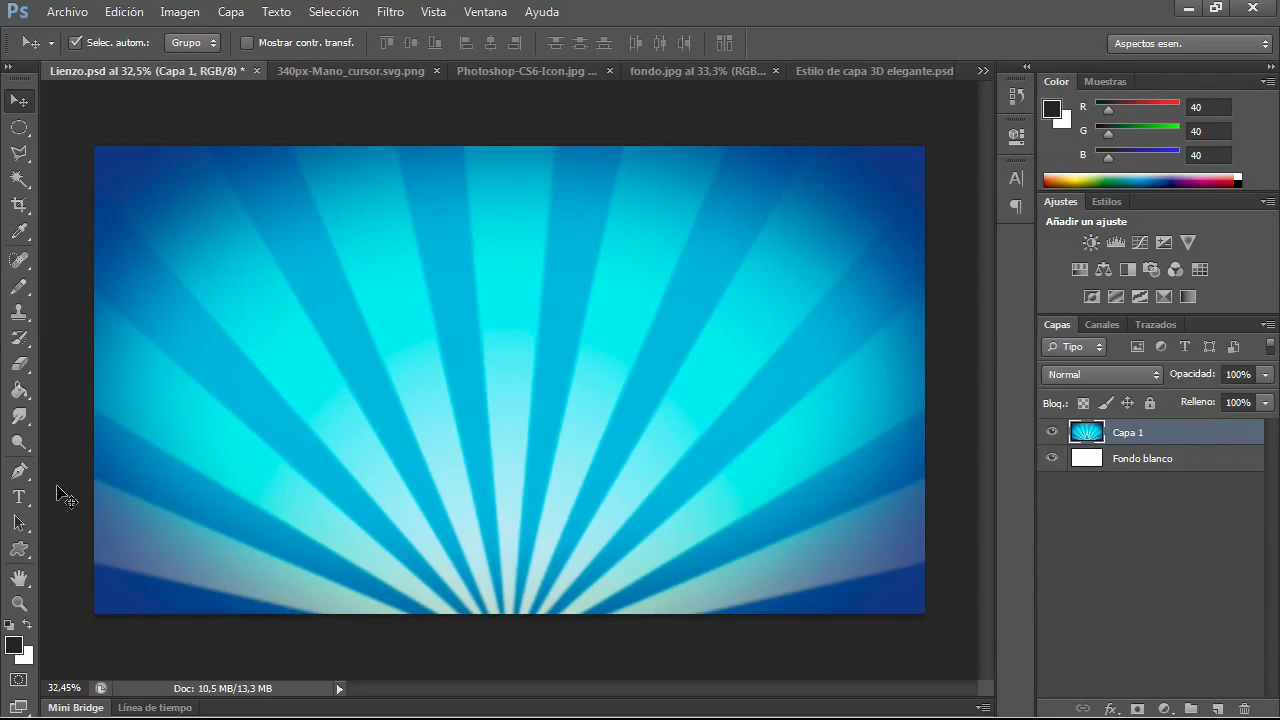 Ps Archivo Edición Imagen Capa Texto Selección Filtro Vista Ventana Ayuda
Selec. autom.: Grupo Mostrar contr. transf. Aspectos esen.
Lienzo.psd al 32,5% (Capa 1, RGB/8) * 340px-Mano_cursor.svg.png Photoshop-CS6-Icon.jpg ... fondo.jpg al 33,3% (RGB... Estilo de capa 3D elegante.psd
Color Muestras
R 40
G 40
B 40
Ajustes Estilos
Añadir un ajuste
Capas Canales Trazados
Tipo
Normal Opacidad: 100%
Bloq.: Relleno: 100%
Capa 1
Fondo blanco
32,45% Doc: 10,5 MB/13,3 MB
Mini Bridge Línea de tiempo